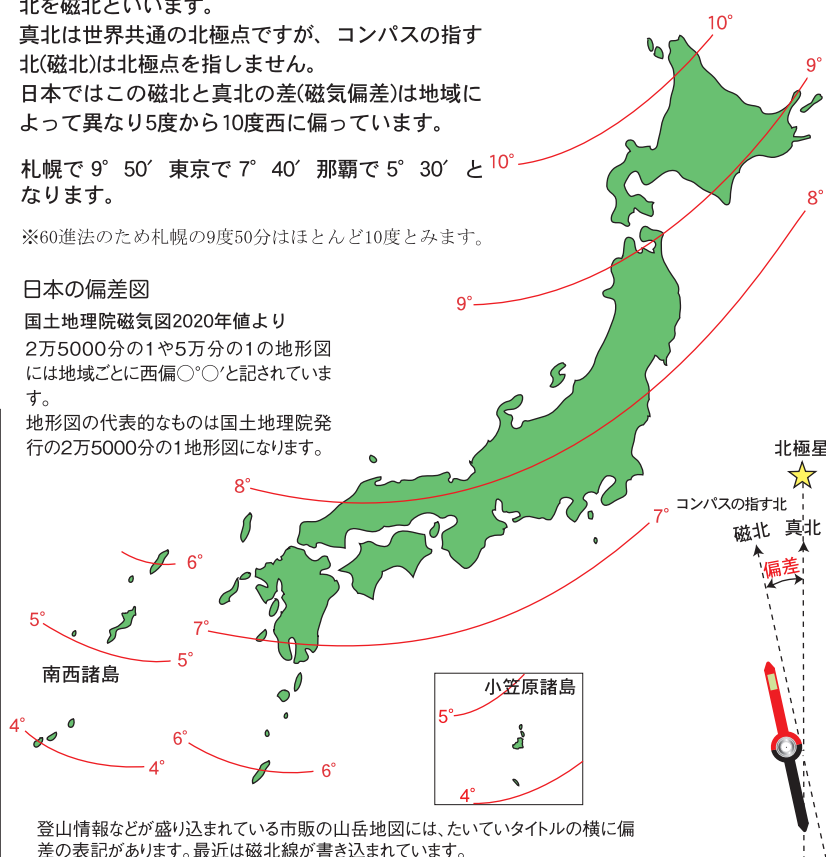 北を磁北といいます。
真北は世界共通の北極点ですが、コンパスの指す
北(磁北)は北極点を指しません。
日本ではこの磁北と真北の差(磁気偏差)は地域に
よって異なり5度から10度西に偏っています。
札幌で 9° 50′ 東京で 7° 40′ 那覇で 5° 30′ と
なります。
※60進法のため札幌の9度50分はほとんど10度とみます。
日本の偏差図
国土地理院磁気図2020年値より
2万5000分の1や5万分の1の地形図
には地域ごとに西偏○°○′と記されていま
す。
地形図の代表的なものは国土地理院発
行の2万5000分の1地形図になります。
10°
9°
10°
8°
9°
8°
7°
6°
5°
7°
5°
南西諸島
4°
4°
6°
6°
小笠原諸島
5°
4°
北極星
コンパスの指す北
磁北
真北
偏差
登山情報などが盛り込まれている市販の山岳地図には、たいていタイトルの横に偏
差の表記があります。最近は磁北線が書き込まれています。